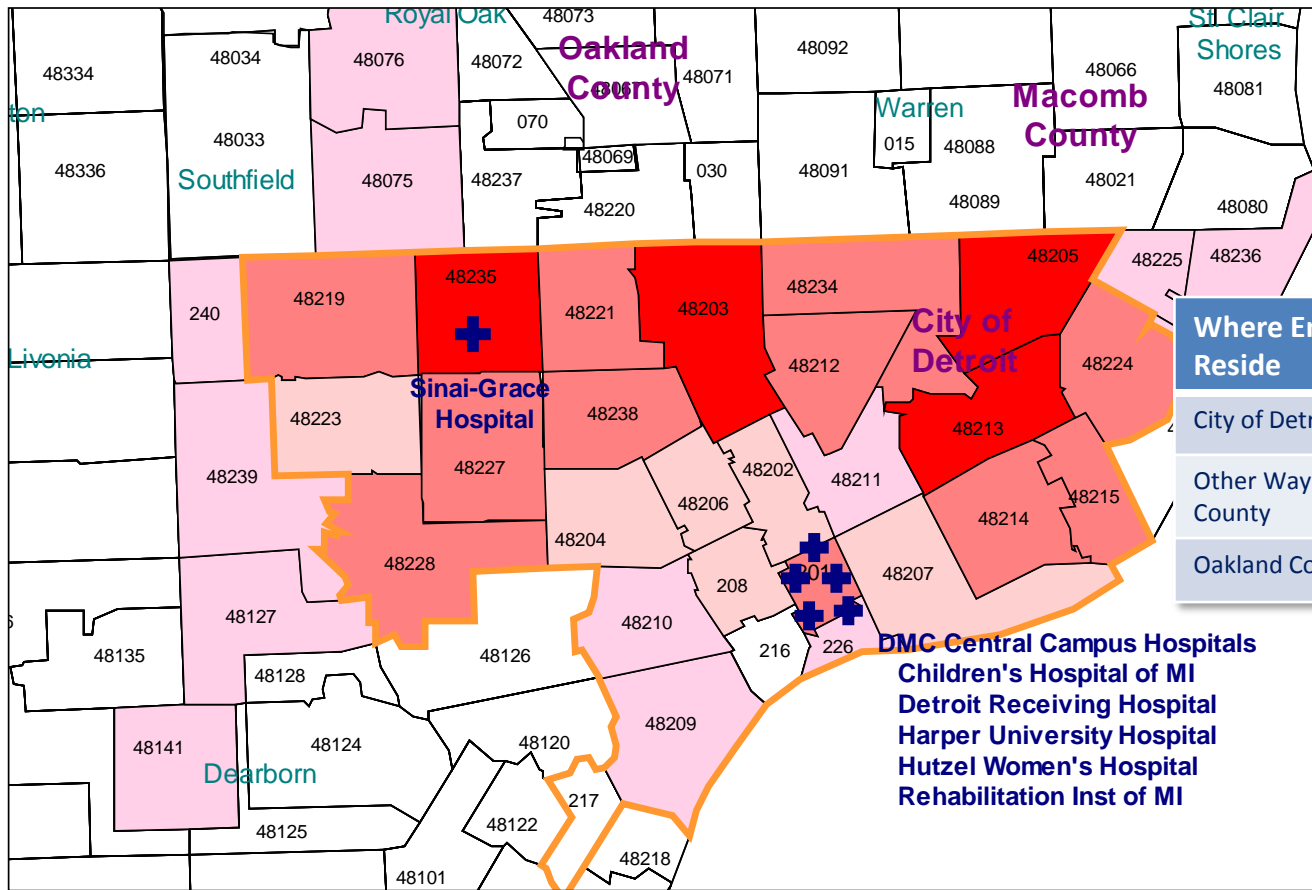 Royal Oak
48073
St. Clair
Shores
48334
48034
48076
48072
Oakland
County
48067
48071
48092
48066
48081
ton
48033
070
Warren
Macomb
County
48336
Southfield
48075
48237
48069
030
48091
015
48088
48021
48220
48089
48080
240
48219
48235
48221
48203
48234
48205
48225
48236
City of
Detroit
Livonia
48212
48224
Sinai-Grace
Hospital
48223
48238
48213
48239
48227
48206
48202
48211
48214
48215
48228
48204
208
48207
48127
48210
48135
48128
48126
216
226
48141
48124
48209
Dearborn
48120
48125
48122
217
48101
48218
Where
Reside
City of
Other
County
Oakland
DMC Central Campus Hospitals
Children's Hospital of MI
Detroit Receiving Hospital
Harper University Hospital
Hutzel Women's Hospital
Rehabilitation Inst of MI